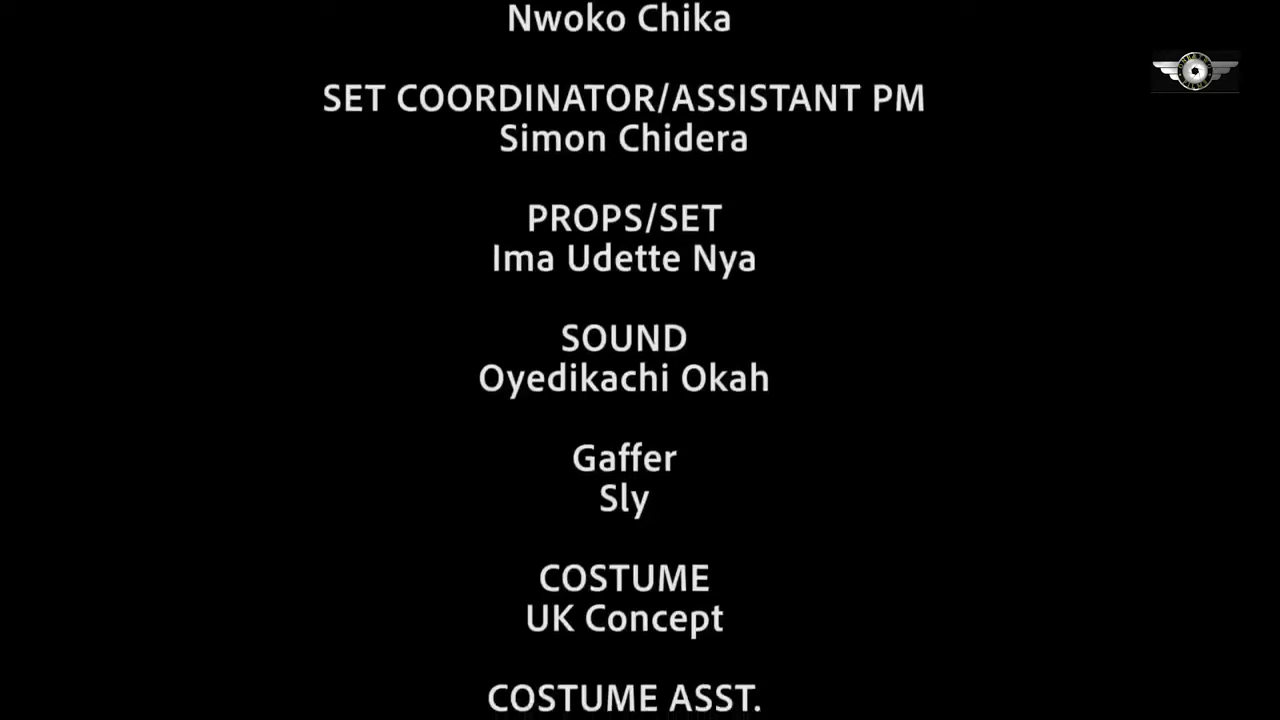 Nwoko Chika
SET COORDINATOR/ASSISTANT PM
Simon Chidera
PROPS/SET
Ima Udette Nya
SOUND
Oyedikachi Okah
Gaffer
Sly
COSTUME
UK Concept
COSTUME ASST.